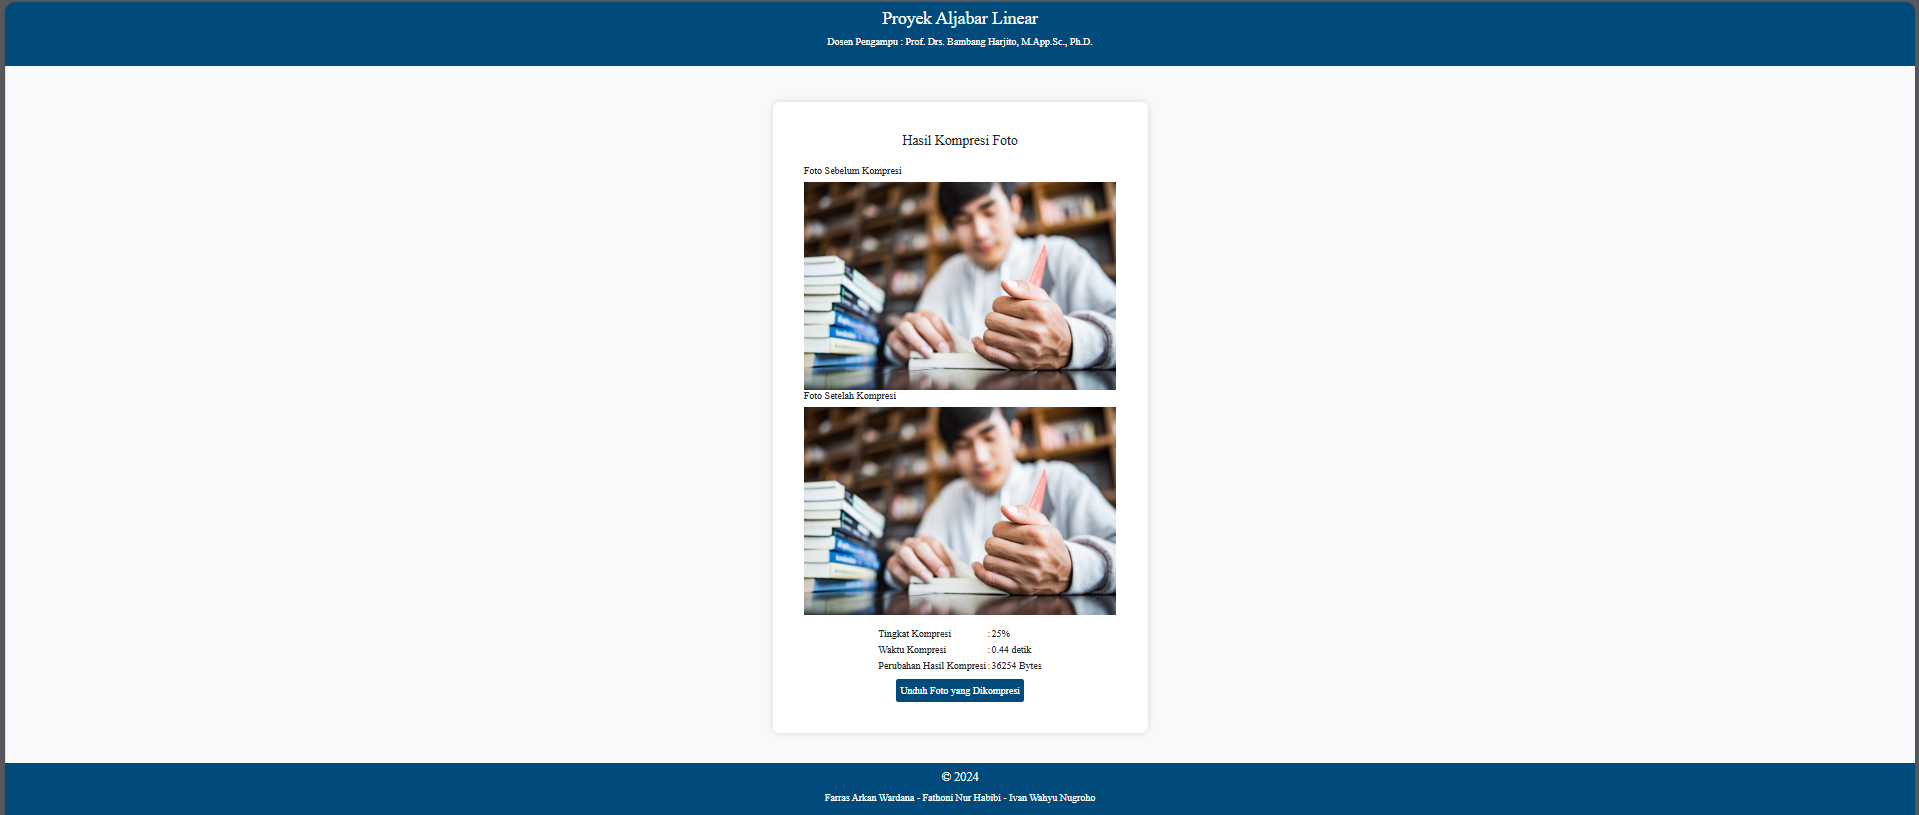 Proyek Aljabar Linear
Dosen Pengampu : Prof. Drs. Bambang Harjito, M.App.Sc., Ph.D.
Hasil Kompresi Foto
Foto Sebelum Kompresi
Foto Setelah Kompresi
Tingkat Kompresi : 25%
Waktu Kompresi : 0.44 detik
Perubahan Hasil Kompresi : 36254 Bytes
Unduh Foto yang Dikompresi
© 2024
Farras Arkan Wardana - Fathoni Nur Habibi - Ivan Wahyu Nugroho